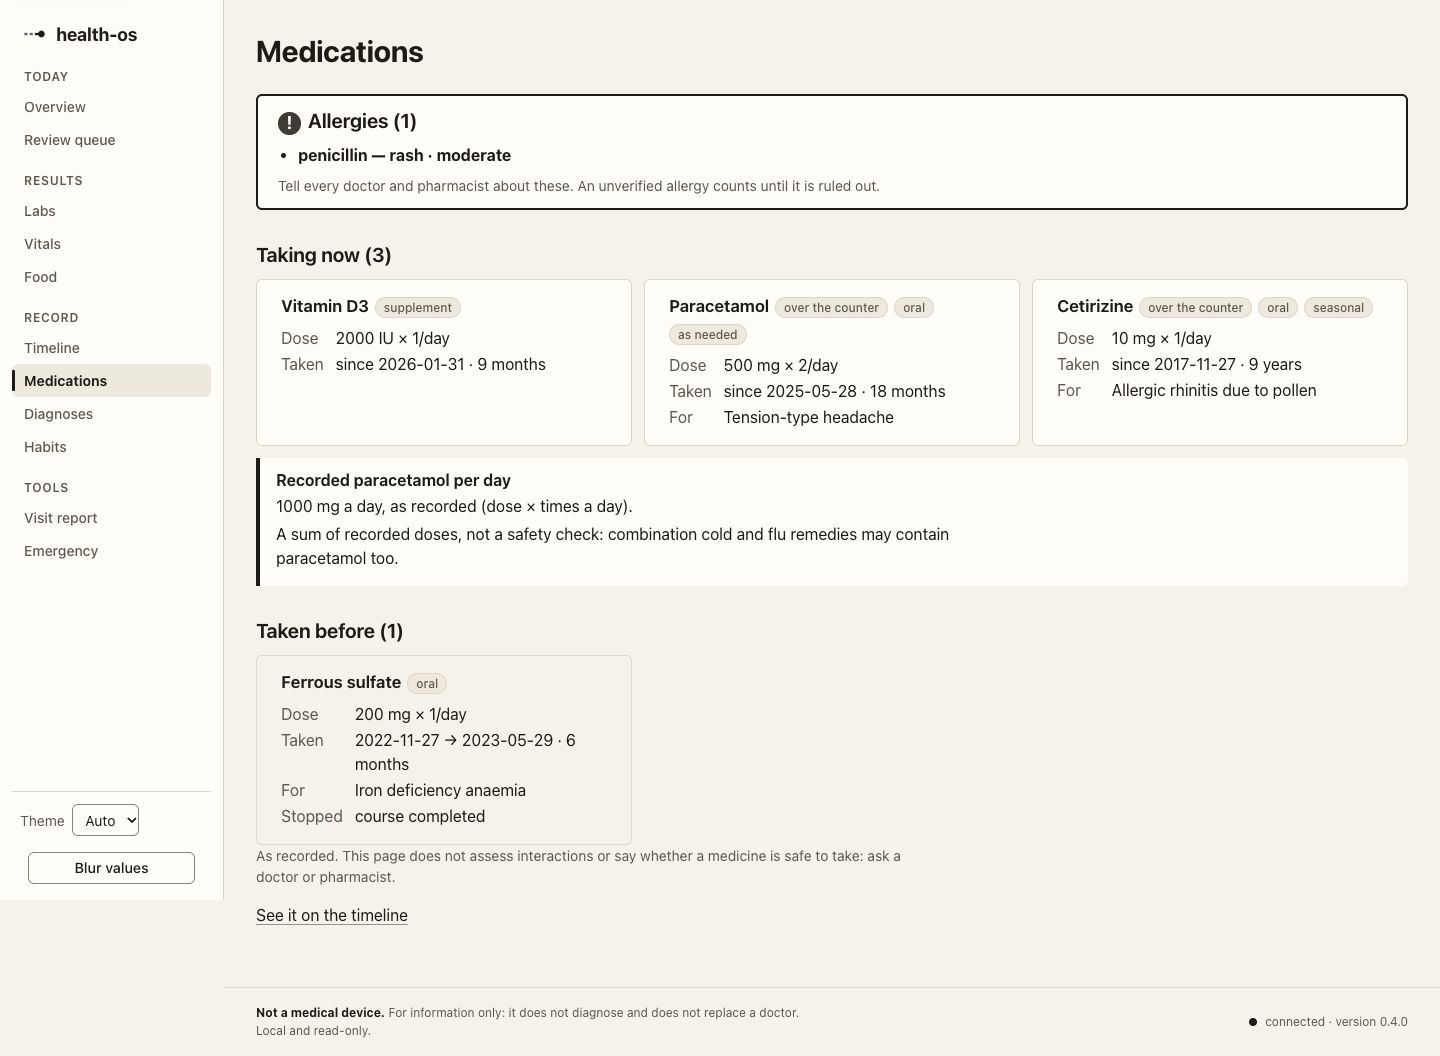 health-os
TODAY
Overview
Review queue
RESULTS
Labs
Vitals
Food
RECORD
Timeline
Medications
Diagnoses
Habits
TOOLS
Visit report
Emergency
Theme Auto
Blur values
Medications
! Allergies (1)
• penicillin — rash · moderate
Tell every doctor and pharmacist about these. An unverified allergy counts until it is ruled out.
Taking now (3)
Vitamin D3 supplement
Dose 2000 IU × 1/day
Taken since 2026-01-31 · 9 months
Paracetamol over the counter oral
as needed
Dose 500 mg × 2/day
Taken since 2025-05-28 · 18 months
For Tension-type headache
Cetirizine over the counter oral seasonal
Dose 10 mg × 1/day
Taken since 2017-11-27 · 9 years
For Allergic rhinitis due to pollen
Recorded paracetamol per day
1000 mg a day, as recorded (dose × times a day).
A sum of recorded doses, not a safety check: combination cold and flu remedies may contain
paracetamol too.
Taken before (1)
Ferrous sulfate oral
Dose 200 mg × 1/day
Taken 2022-11-27 → 2023-05-29 · 6
months
For Iron deficiency anaemia
Stopped course completed
As recorded. This page does not assess interactions or say whether a medicine is safe to take: ask a
doctor or pharmacist.
See it on the timeline
Not a medical device. For information only: it does not diagnose and does not replace a doctor.
Local and read-only.
connected · version 0.4.0